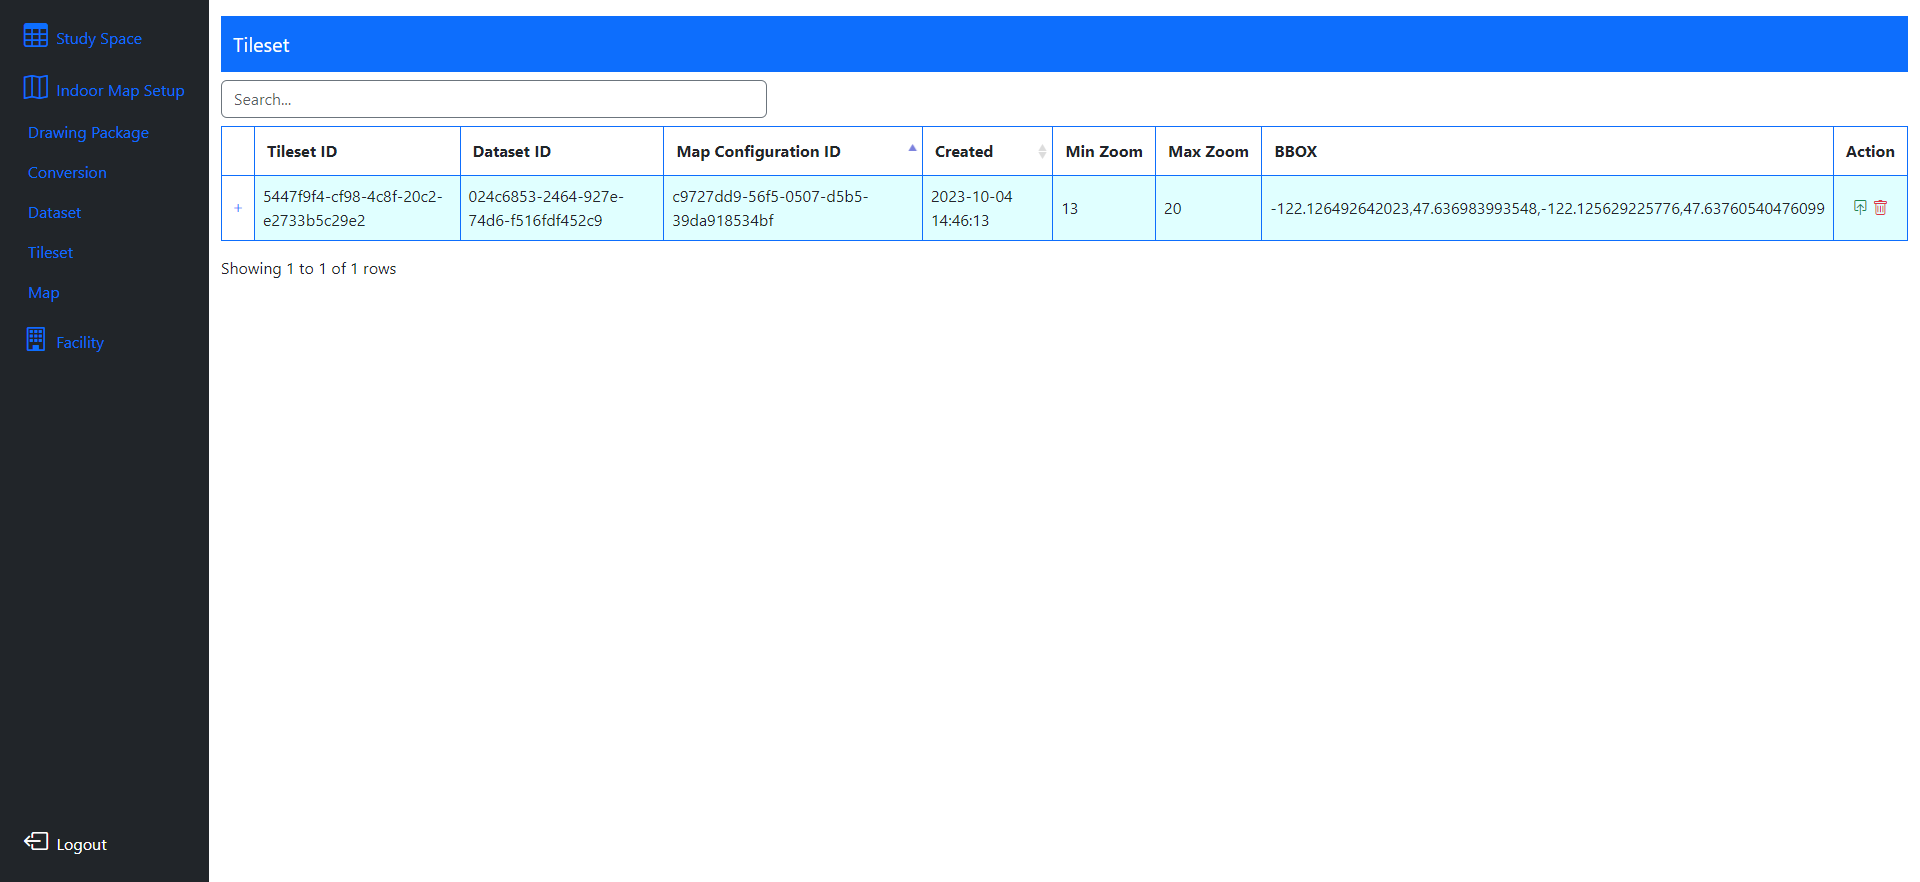 Study Space
Indoor Map Setup
Drawing Package
Conversion
Dataset
Tileset
Map
Facility
Logout
Tileset
Search...
Tileset ID
Dataset ID
Map Configuration ID
Created
Min Zoom
Max Zoom
BBOX
Action
+
5447f9f4-cf98-4c8f-20c2-
e2733b5c29e2
024c6853-2464-927e-
74d6-f516fdf452c9
c9727dd9-56f5-0507-d5b5-
39da918534bf
2023-10-04
14:46:13
13
20
-122.126492642023,47.636983993548,-122.125629225776,47.63760540476099
Showing 1 to 1 of 1 rows